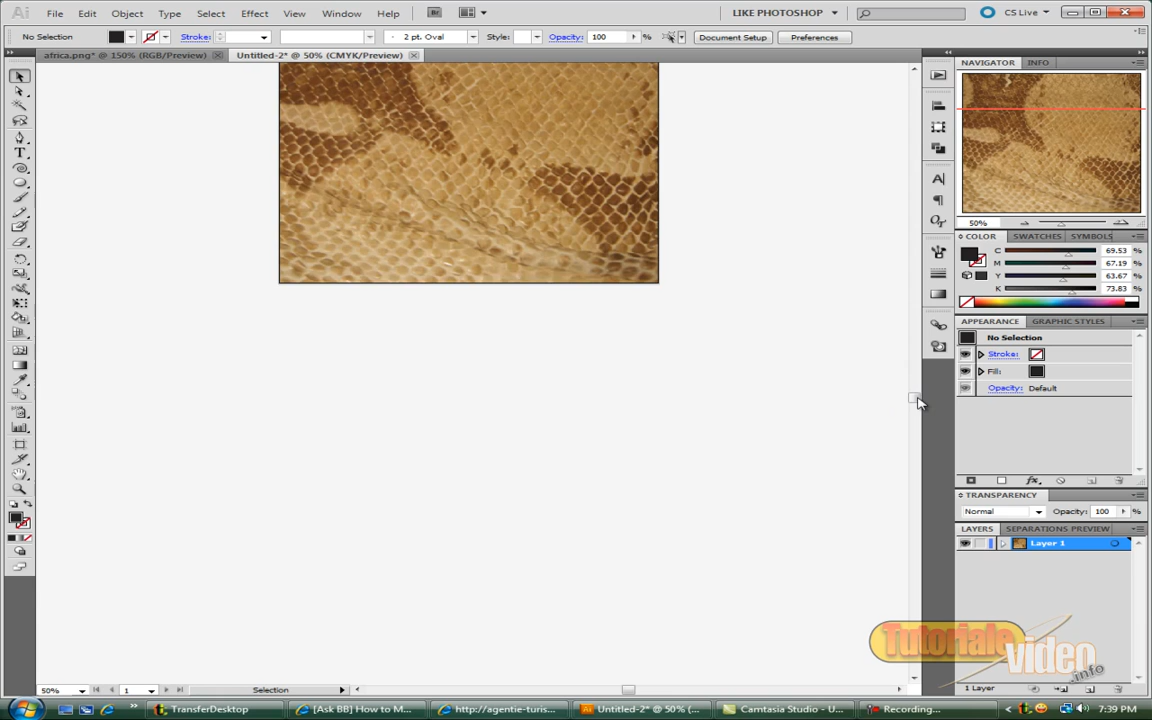 Ai File Edit Object Type Select Effect View Window Help Br LIKE PHOTOSHOP CS Live
No Selection Stroke: 2 pt. Oval Style: Opacity: 100 % Document Setup Preferences
africa.png* @ 150% (RGB/Preview) Untitled-2* @ 50% (CMYK/Preview)
NAVIGATOR INFO
50%
COLOR SWATCHES SYMBOLS
C 69.53 %
M 67.19 %
Y 63.67 %
K 73.83 %
APPEARANCE GRAPHIC STYLES
No Selection
Stroke:
Fill:
Opacity: Default
fx
TRANSPARENCY
Normal Opacity: 100 %
LAYERS SEPARATIONS PREVIEW
Layer 1
Tutoriale
video
.info
1 Layer
50% 1 Selection
TransferDesktop [Ask BB] How to M... http://agentie-turis... Untitled-2* @ 50% (... Camtasia Studio - U... Recording... 7:39 PM